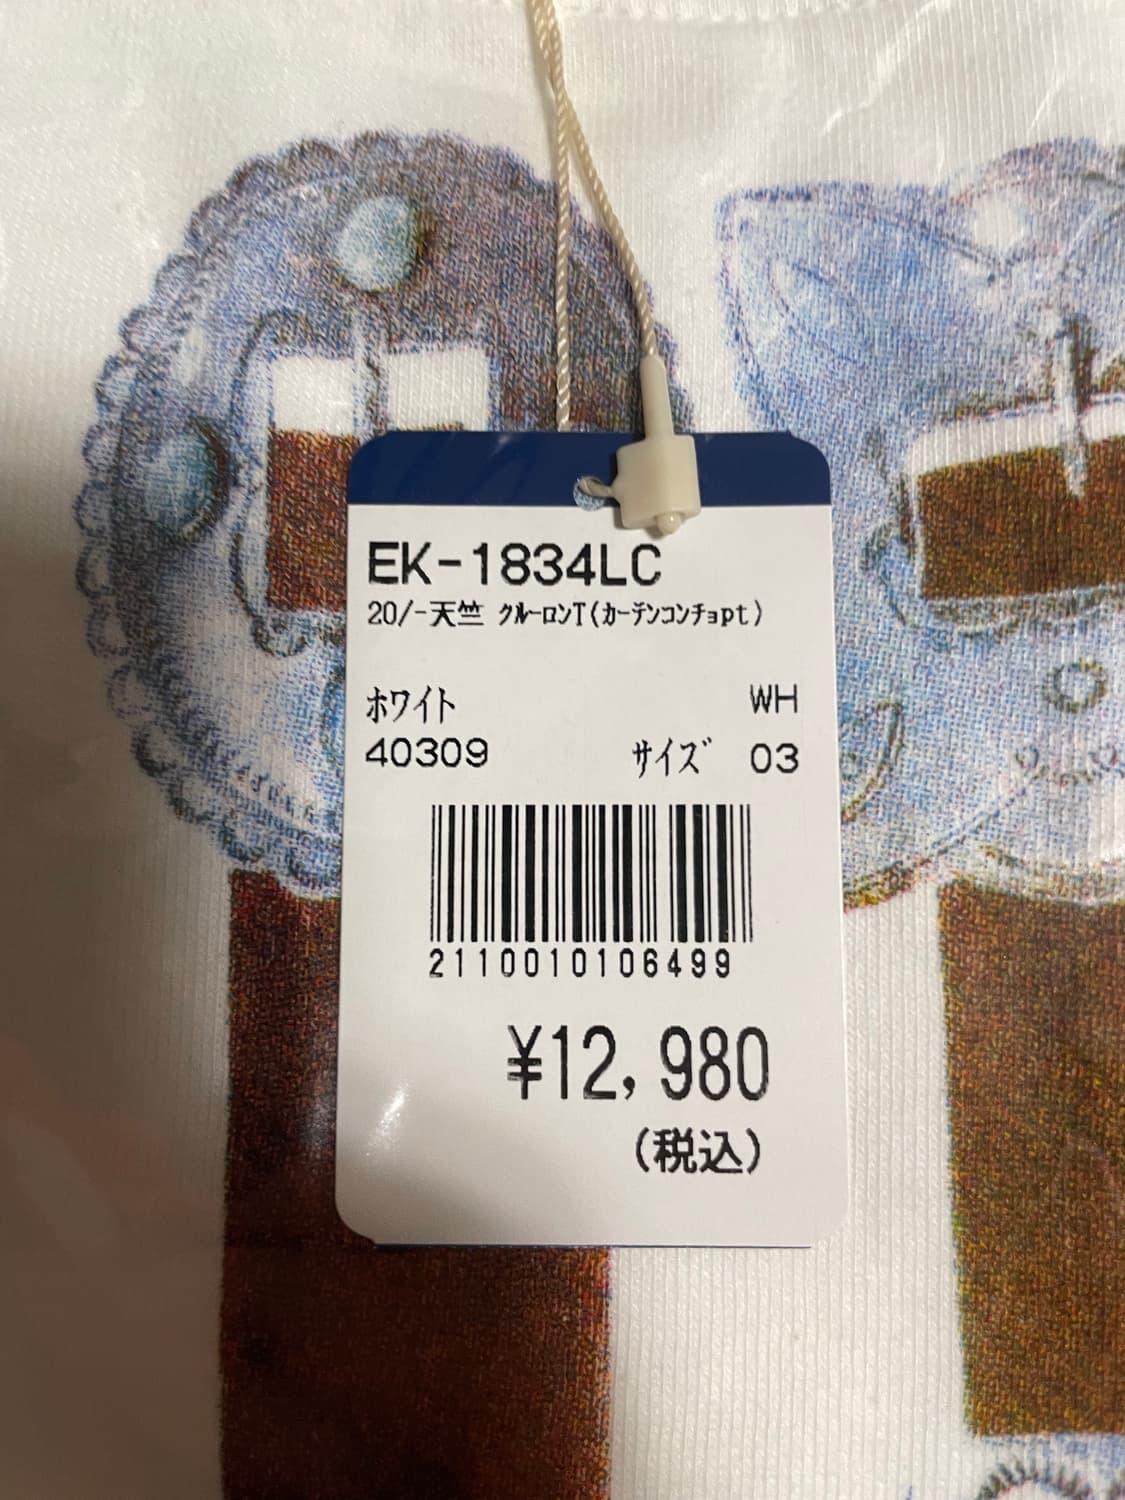 EK-1834LC
20/-天竺 ｸﾙｰﾛﾝT(ｶｰﾃﾝｺﾝﾁｮpt)
ﾎﾜｲﾄ WH
40309 ｻｲｽﾞ 03
2110010106499
¥12,980
(税込)